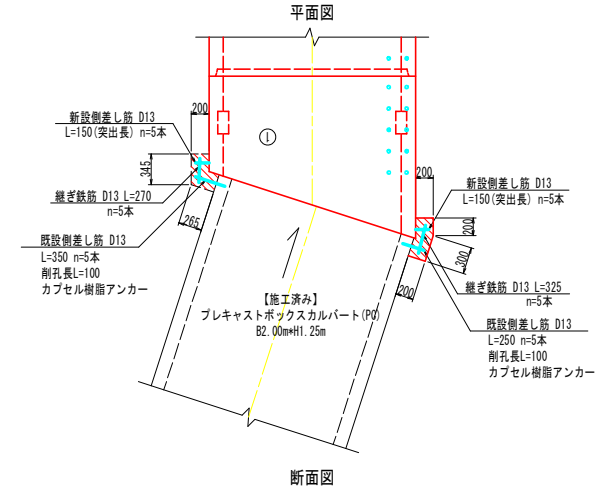 平面図
200
新設側差し筋 D13
L=150(突出長) n=5本
345
継ぎ鉄筋 D13 L=270
n=5本
265
既設側差し筋 D13
L=350 n=5本
削孔長L=100
カプセル樹脂アンカー
1
200
新設側差し筋 D13
L=150(突出長) n=5本
200
300
継ぎ鉄筋 D13 L=325
n=5本
200
既設側差し筋 D13
L=250 n=5本
削孔長L=100
カプセル樹脂アンカー
【施工済み】
プレキャストボックスカルバート(PC)
B2.00m*H1.25m
断面図